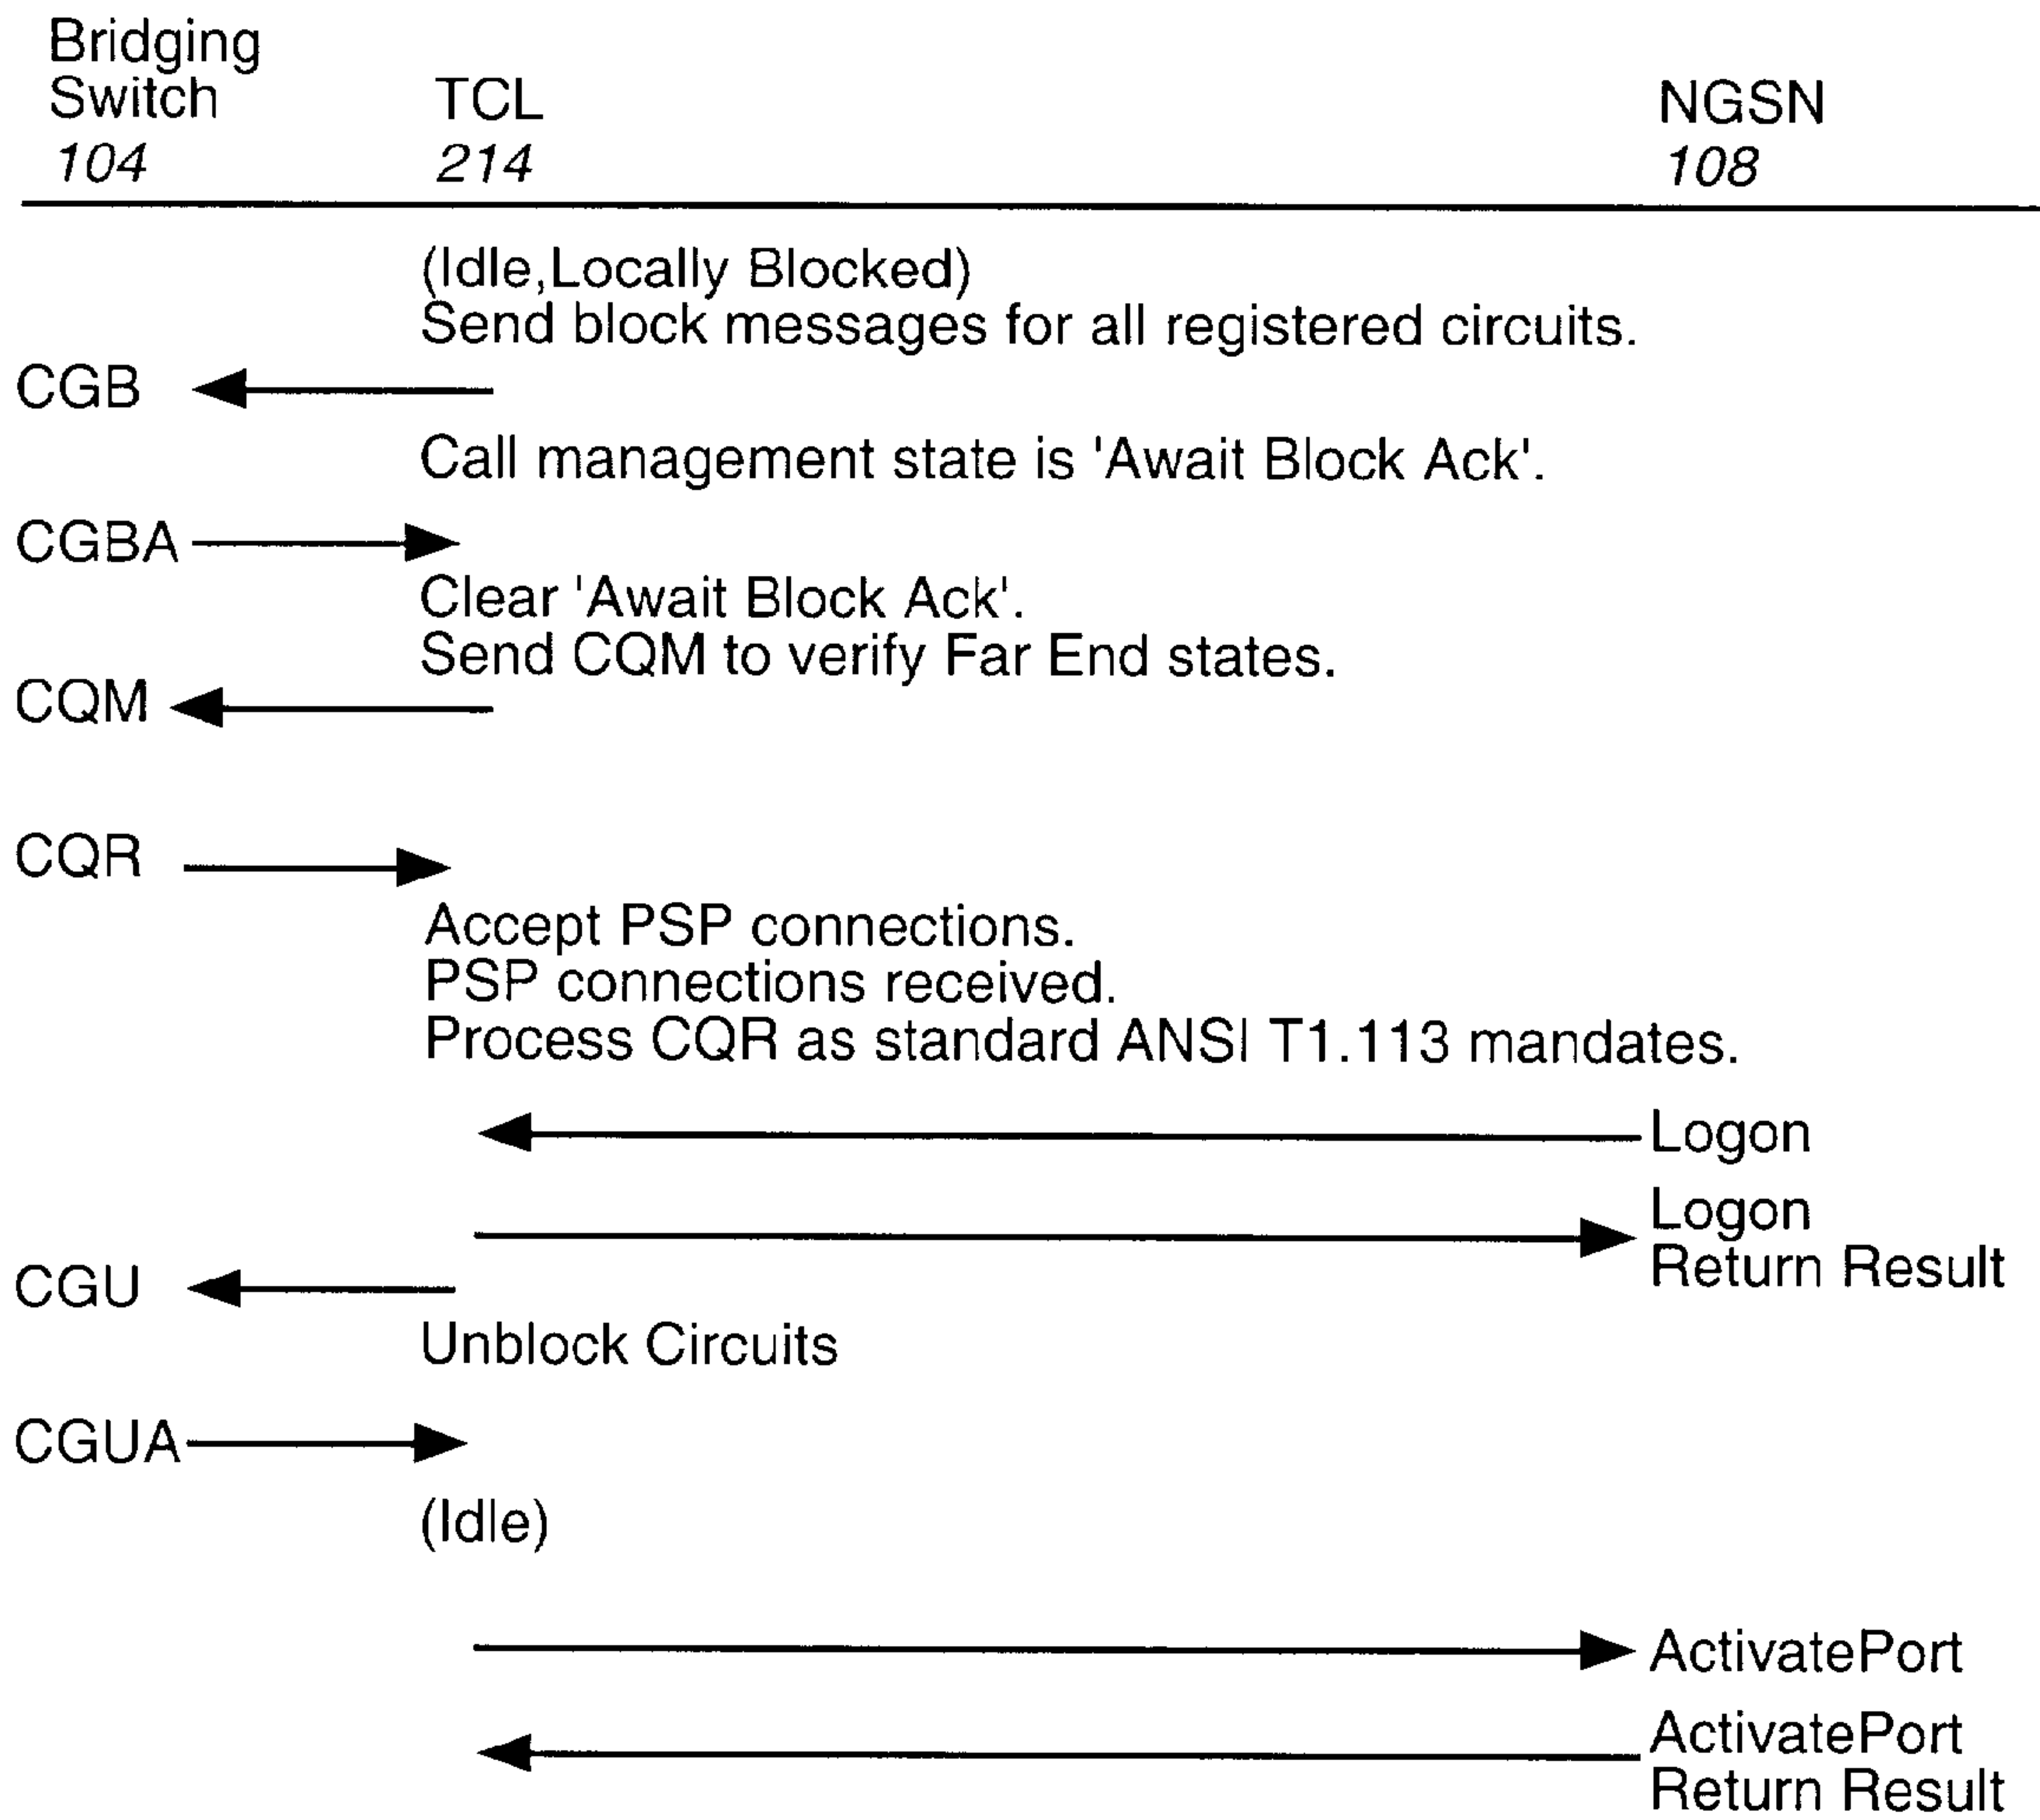 Bridging
Switch
104
TCL
214
NGSN
108
(Idle,Locally Blocked)
Send block messages for all registered circuits.
CGB
Call management state is 'Await Block Ack'.
CGBA
Clear 'Await Block Ack'.
Send CQM to verify Far End states.
CQM
CQR
Accept PSP connections.
PSP connections received.
Process CQR as standard ANSI T1.113 mandates.
Logon
Logon
Return Result
CGU
Unblock Circuits
CGUA
(Idle)
ActivatePort
ActivatePort
Return Result